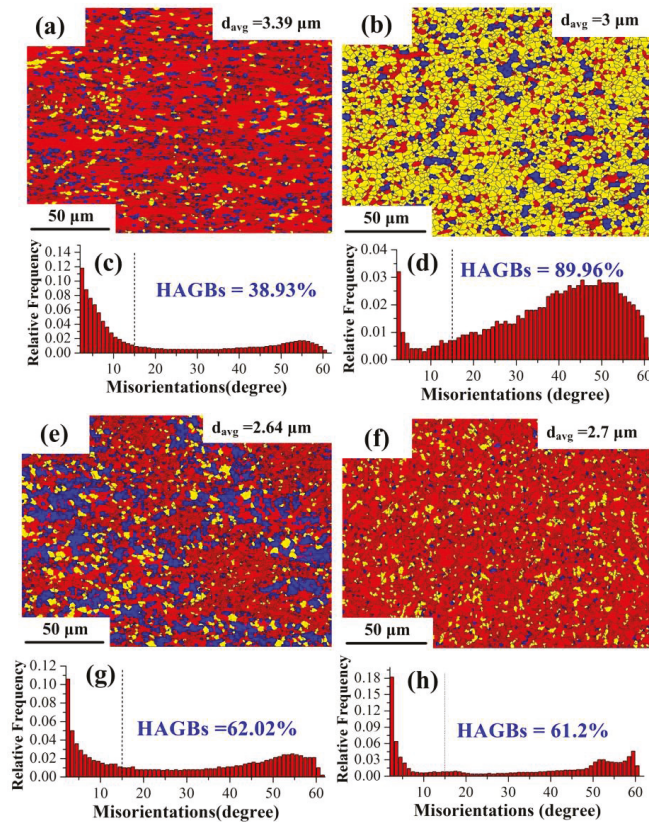 (a) d_avg =3.39 µm
50 µm
(b) d_avg =3 µm
50 µm
Relative Frequency
0.14
0.12
0.10
0.08
0.06
0.04
0.02
0.00
(c)
HAGBs = 38.93%
10 20 30 40 50 60
Misorientations(degree)
Relative Frequency
0.04
0.03
0.02
0.01
0.00
HAGBs = 89.96%
(d)
10 20 30 40 50 60
Misorientations (degree)
(e) d_avg =2.64 µm
50 µm
(f) d_avg =2.7 µm
50 µm
Relative Frequency
0.12
0.10
0.08
0.06
0.04
0.02
0.00
(g)
HAGBs =62.02%
10 20 30 40 50 60
Misorientations(degree)
Relative Frequency
0.18
0.15
0.12
0.09
0.06
0.03
0.00
(h)
HAGBs = 61.2%
10 20 30 40 50 60
Misorientations (degree)